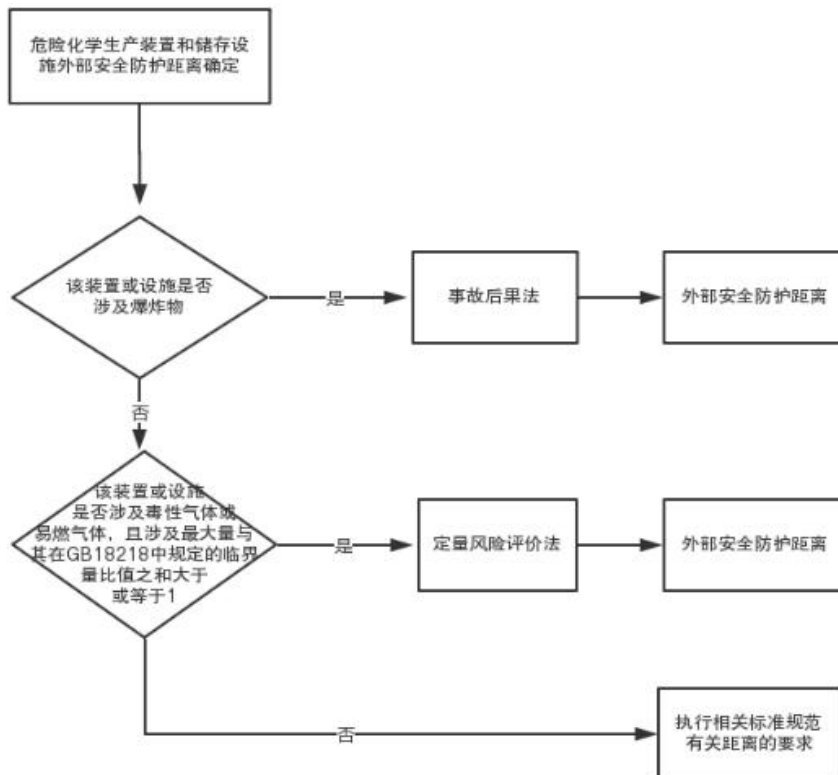 危险化学生产装置和储存设
施外部安全防护距离确定
该装置或设施是否
涉及爆炸物
是
事故后果法
外部安全防护距离
否
该装置或设施
是否涉及毒性气体或
易燃气体，且涉及最大量与
其在GB18218中规定的临界
量比值之和大于
或等于1
是
定量风险评价法
外部安全防护距离
否
执行相关标准规范
有关距离的要求